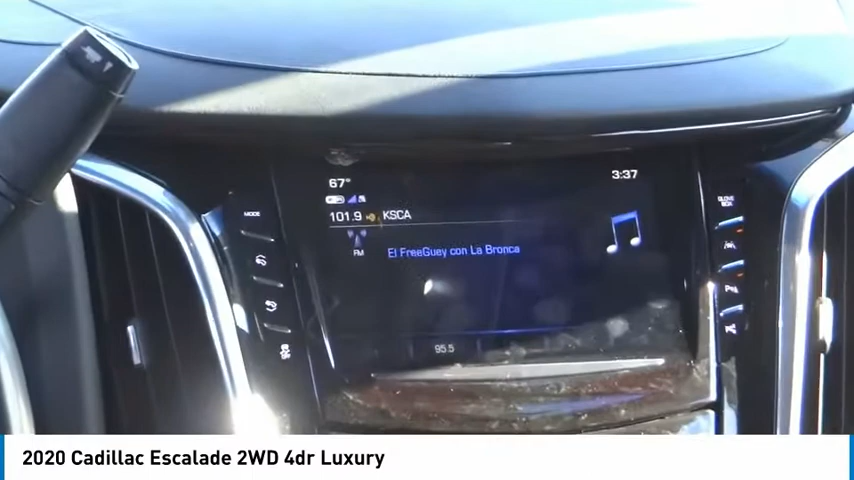 67°
3:37
101.9 KSCA
FM
El FreeGuey con La Bronca
95.5
MODE
GLOVE BOX
2020 Cadillac Escalade 2WD 4dr Luxury